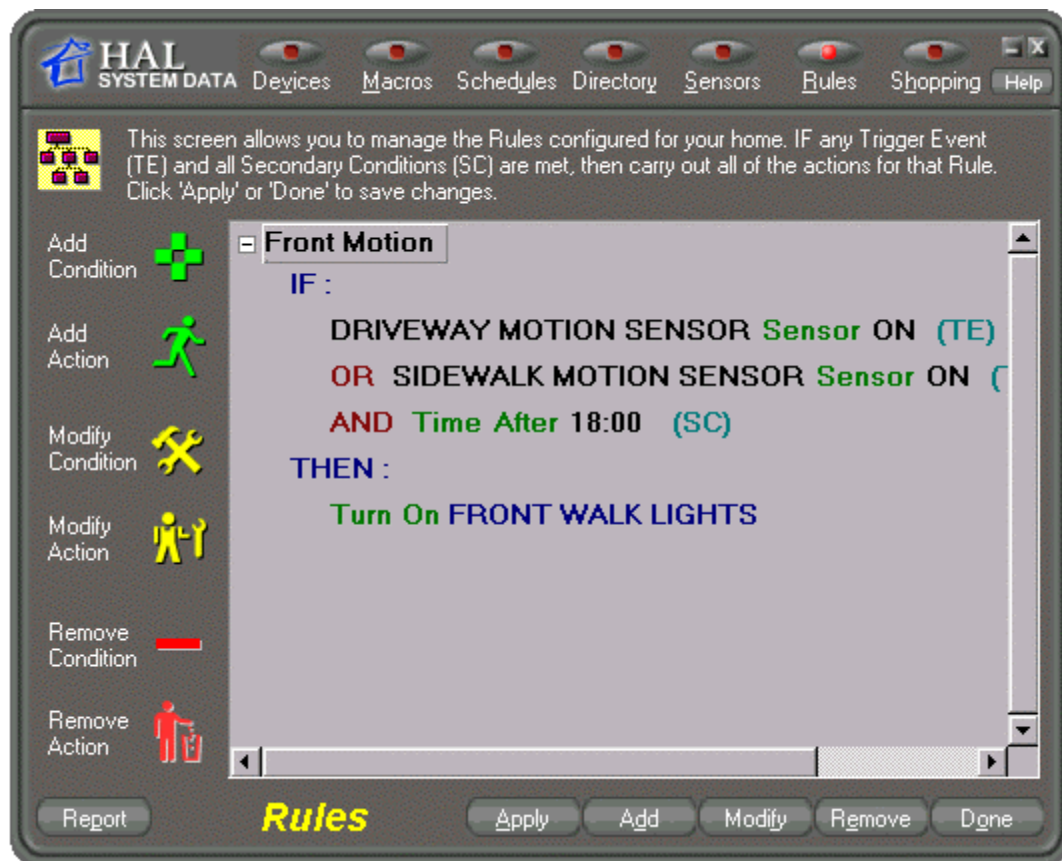 HAL
SYSTEM DATA
Devices Macros Schedules Directory Sensors Rules Shopping Help
This screen allows you to manage the Rules configured for your home. IF any Trigger Event
(TE) and all Secondary Conditions (SC) are met, then carry out all of the actions for that Rule.
Click 'Apply' or 'Done' to save changes.
Add
Condition
Add
Action
Modify
Condition
Modify
Action
Remove
Condition
Remove
Action
Front Motion
IF :
DRIVEWAY MOTION SENSOR Sensor ON (TE)
OR SIDEWALK MOTION SENSOR Sensor ON (
AND Time After 18:00 (SC)
THEN :
Turn On FRONT WALK LIGHTS
Report Rules Apply Add Modify Remove Done